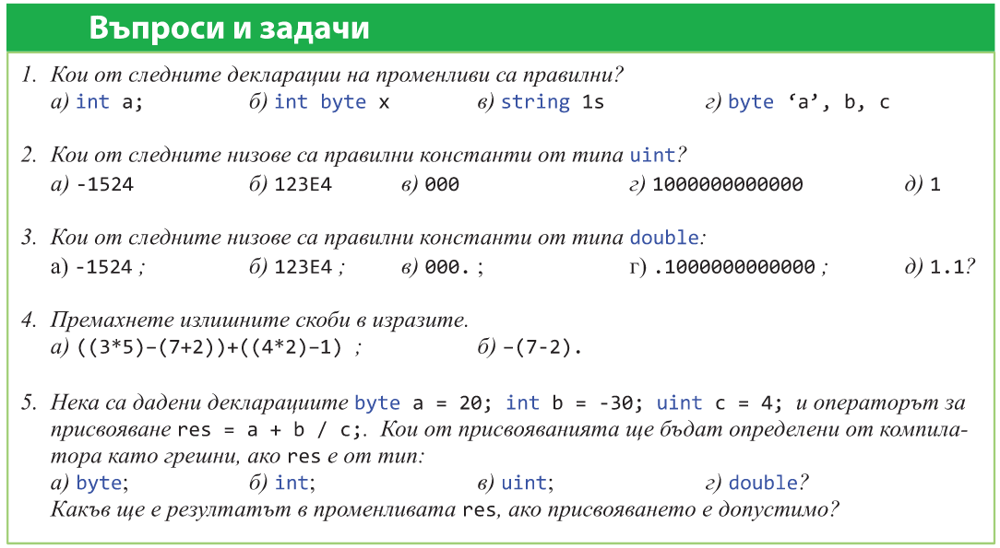 Въпроси и задачи
1. Кои от следните декларации на променливи са правилни?
а) int a; б) int byte x в) string 1s г) byte ‘a’, b, c
2. Кои от следните низове са правилни константи от типа uint?
а) -1524 б) 123E4 в) 000 г) 1000000000000 д) 1
3. Кои от следните низове са правилни константи от типа double:
а) -1524 ; б) 123E4 ; в) 000. ; г) .1000000000000 ; д) 1.1?
4. Премахнете излишните скоби в изразите.
а) ((3*5)–(7+2))+((4*2)–1) ; б) –(7-2).
5. Нека са дадени декларациите byte a = 20; int b = -30; uint c = 4; и операторът за
присвояване res = a + b / c;. Кои от присвояванията ще бъдат определени от компила-
тора като грешни, ако res е от тип:
а) byte; б) int; в) uint; г) double?
Какъв ще е резултатът в променливата res, ако присвояването е допустимо?